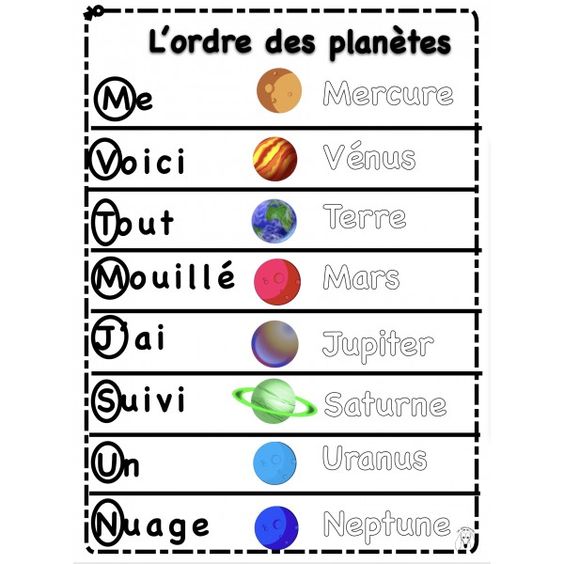 L'ordre des planètes
Me Mercure
Voici Vénus
Tout Terre
Mouillé Mars
J'ai Jupiter
Suivi Saturne
Un Uranus
Nuage Neptune